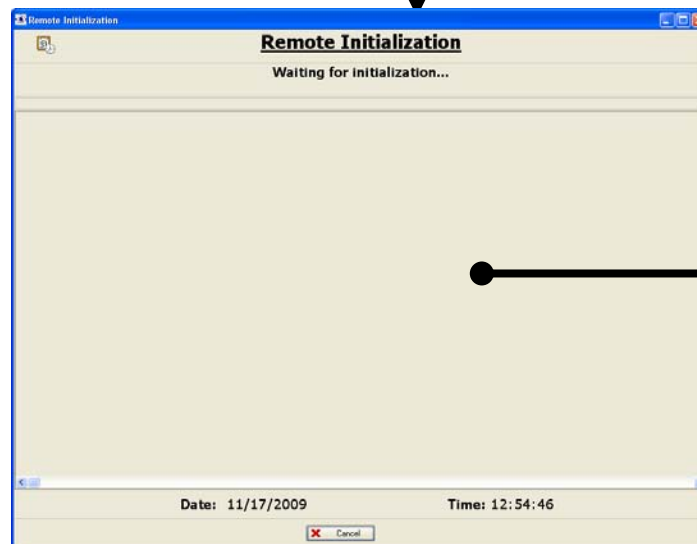 Remote Initialization
Remote Initialization
Waiting for initialization...
Date: 11/17/2009 Time: 12:54:46
Cancel